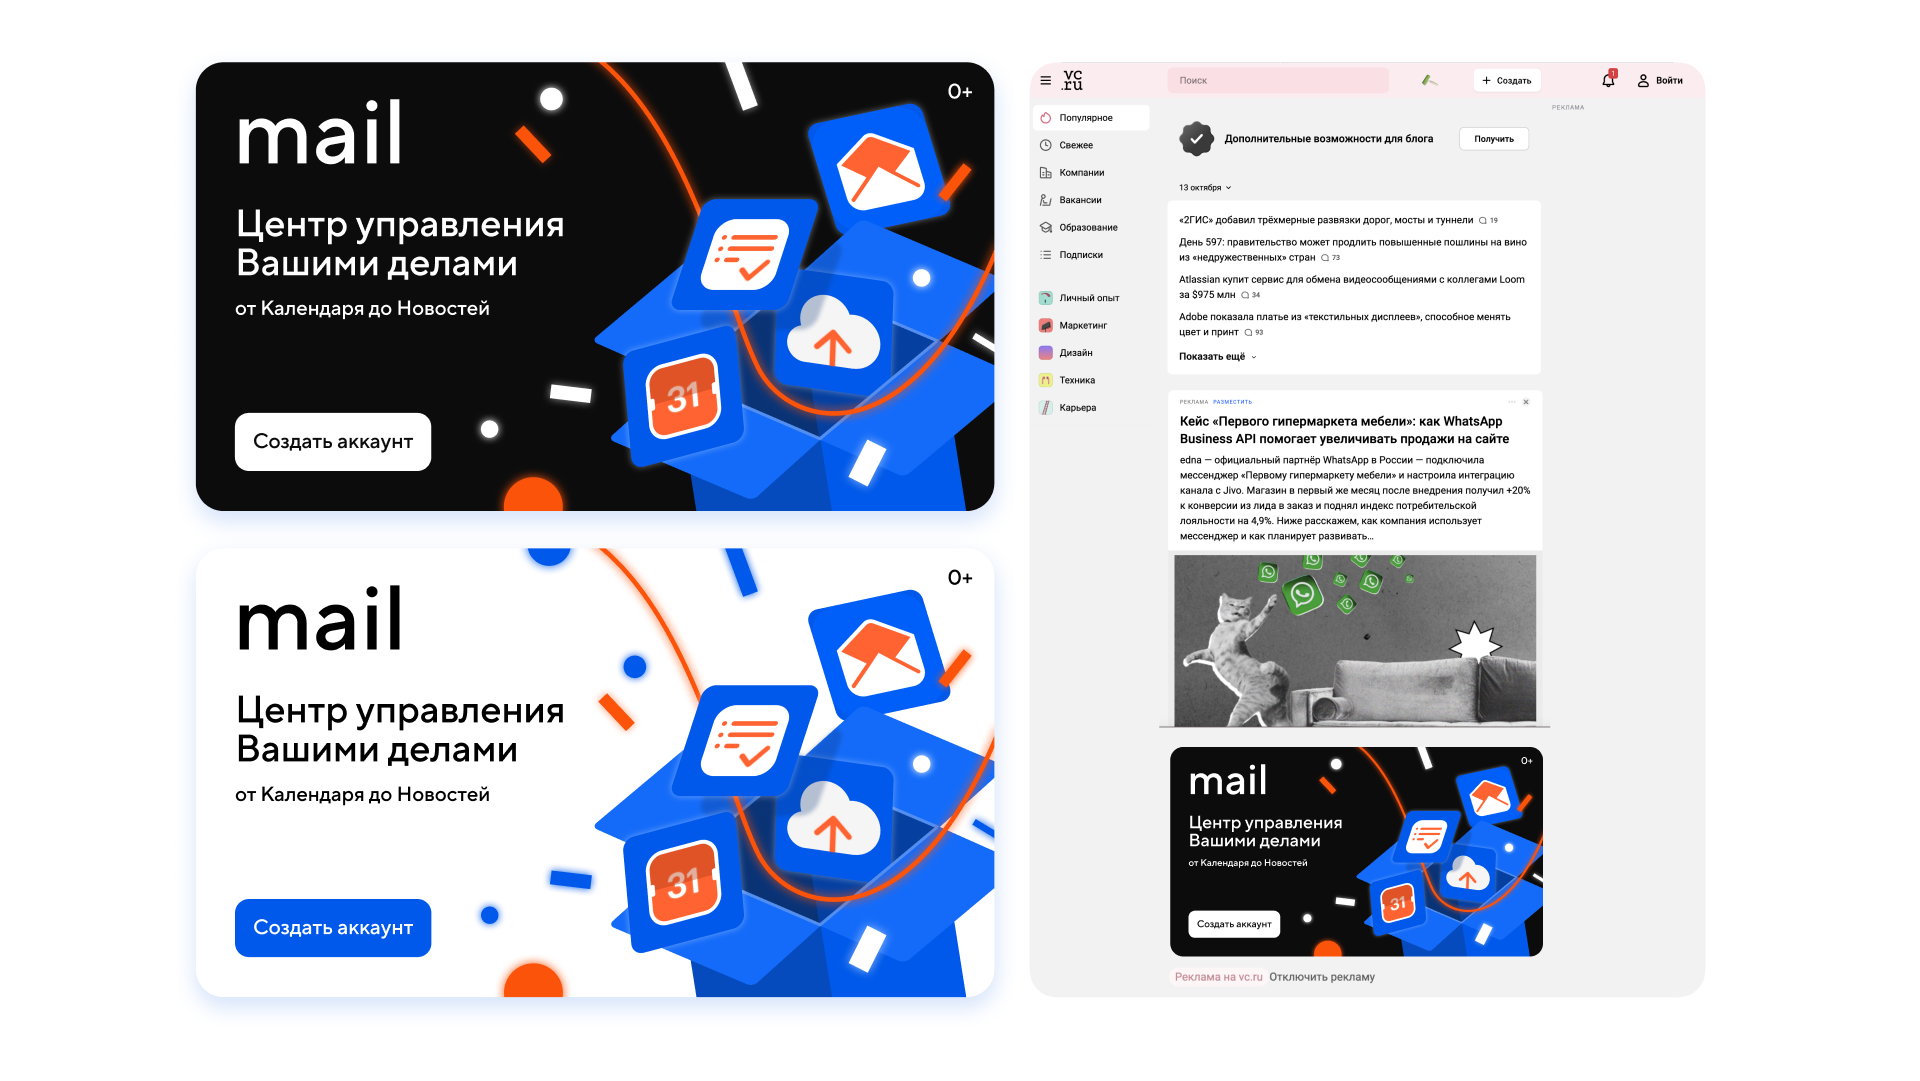 mail
0+
Центр управления
Вашими делами
от Календаря до Новостей
31
Создать аккаунт
mail
0+
Центр управления
Вашими делами
от Календаря до Новостей
31
Создать аккаунт
vc
.ru
Поиск
+ Создать
1
Войти
Популярное
Свежее
Компании
Вакансии
Образование
Подписки
Личный опыт
Маркетинг
Дизайн
Техника
Карьера
РЕКЛАМА
Дополнительные возможности для блога
Получить
13 октября
«2ГИС» добавил трёхмерные развязки дорог, мосты и туннели 19
День 597: правительство может продлить повышенные пошлины на вино
из «недружественных» стран 73
Atlassian купит сервис для обмена видеосообщениями с коллегами Loom
за $975 млн 34
Adobe показала платье из «текстильных дисплеев», способное менять
цвет и принт 93
Показать ещё
РЕКЛАМА РАЗМЕСТИТЬ
Кейс «Первого гипермаркета мебели»: как WhatsApp
Business API помогает увеличивать продажи на сайте
edna — официальный партнёр WhatsApp в России — подключила
мессенджер «Первому гипермаркету мебели» и настроила интеграцию
канала с Jivo. Магазин в первый же месяц после внедрения получил +20%
к конверсии из лида в заказ и поднял индекс потребительской
лояльности на 4,9%. Ниже расскажем, как компания использует
мессенджер и как планирует развивать...
mail
0+
Центр управления
Вашими делами
от Календаря до Новостей
31
Создать аккаунт
Реклама на vc.ru Отключить рекламу